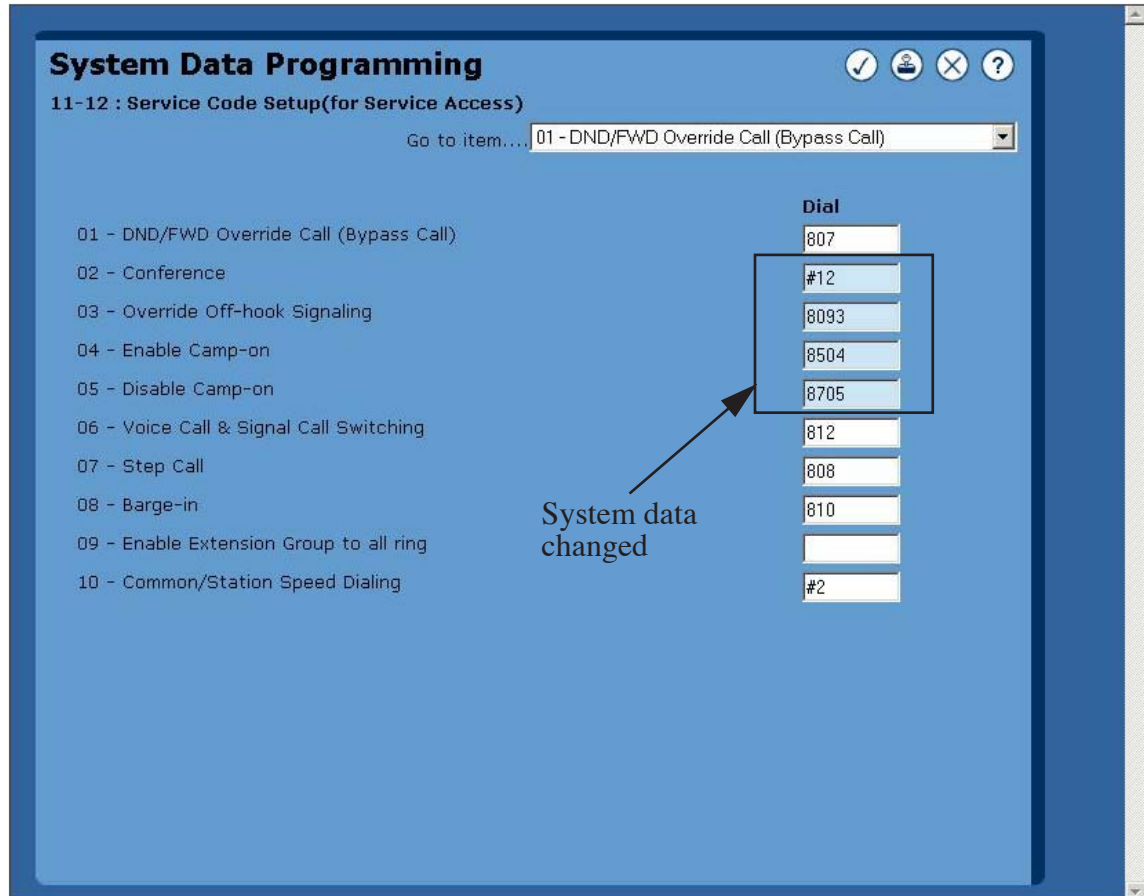 System Data Programming
11-12 : Service Code Setup(for Service Access)
Go to item.... 01 - DND/FWD Override Call (Bypass Call)
Dial
01 - DND/FWD Override Call (Bypass Call) 807
02 - Conference #12
03 - Override Off-hook Signaling 8093
04 - Enable Camp-on 8504
05 - Disable Camp-on 8705
06 - Voice Call & Signal Call Switching 812
07 - Step Call 808
08 - Barge-in 810
09 - Enable Extension Group to all ring
10 - Common/Station Speed Dialing #2
System data
changed